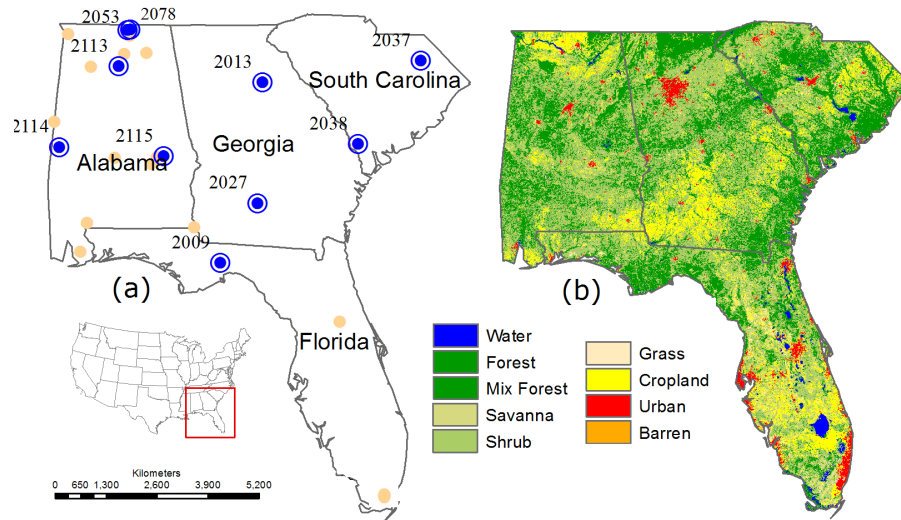 2053 2078
2113
2037
2013
South Carolina
2114
2115
2038
Georgia
Alabama
2027
2009
(a)
(b)
Florida
Water
Forest
Mix Forest
Savanna
Shrub
Grass
Cropland
Urban
Barren
Kilometers
0 650 1,300 2,600 3,900 5,200